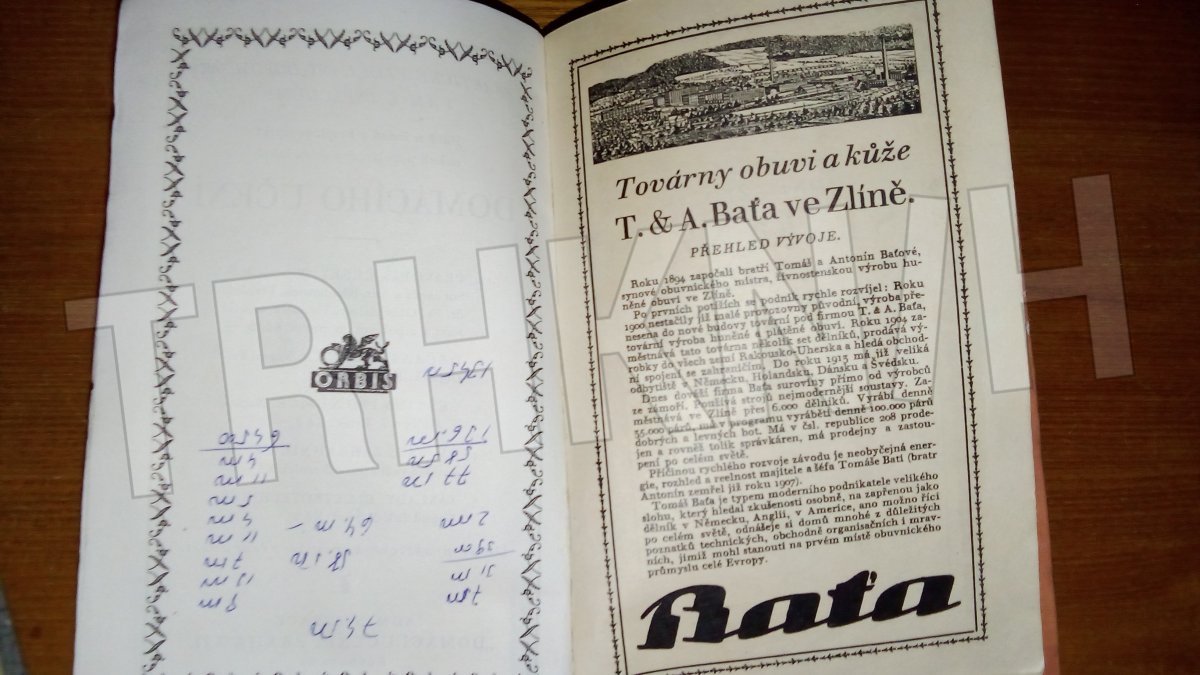 ORBIS
Továrny obuvi a kůže
T. & A. Baťa ve Zlíně.
PŘEHLED VÝVOJE.
Roku 1894 započali bratří Tomáš a Antonín Baťové,
synové obuvnického mistra, živnostenskou výrobu hu-
něné obuvi ve Zlíně.
Po prvních potížích se podnik rychle rozvíjel: Roku
1900 nestačily již malé provozovny původní, výroba pře-
nesena do nové budovy tovární pod firmou T. & A. Baťa,
tovární výroba huněné a plátěné obuvi. Roku 1904 za-
městnává tato továrna několik set dělníků, prodává vý-
robky do všech zemí Rakousko-Uherska a hledá obchod-
ní spojení se zahraničím. Do roku 1913 má již veliká
odbytiště v Německu, Holandsku, Dánsku a Švédsku.
Dnes dováží firma Baťa suroviny přímo od výrobců
ze zámoří. Používá strojů nejmodernější soustavy. Za-
městnává ve Zlíně přes 6.000 dělníků. Vyrábí denně
55.000 párů, má v programu vyráběti denně 100.000 párů
dobrých a levných bot. Má v čsl. republice 208 prode-
jen a rovněž tolik správkáren, má prodejny a zastou-
pení po celém světě.
Příčinou rychlého rozvoje závodu je neobyčejná ener-
gie, rozhled a reelnost majitele a šéfa Tomáše Bati (bratr
Antonín zemřel již roku 1907).
Tomáš Baťa je typem moderního podnikatele velikého
slohu, který hledal zkušenosti osobně, na zapřenou jako
dělník v Německu, Anglii, v Americe, ano možno říci
po celém světě, odnášeje si domů mnohé z důležitých
poznatků technických, obchodně organisačních i mrav-
ních, jimiž mohl stanouti na prvém místě obuvnického
průmyslu celé Evropy.
Baťa
TRHKNIH